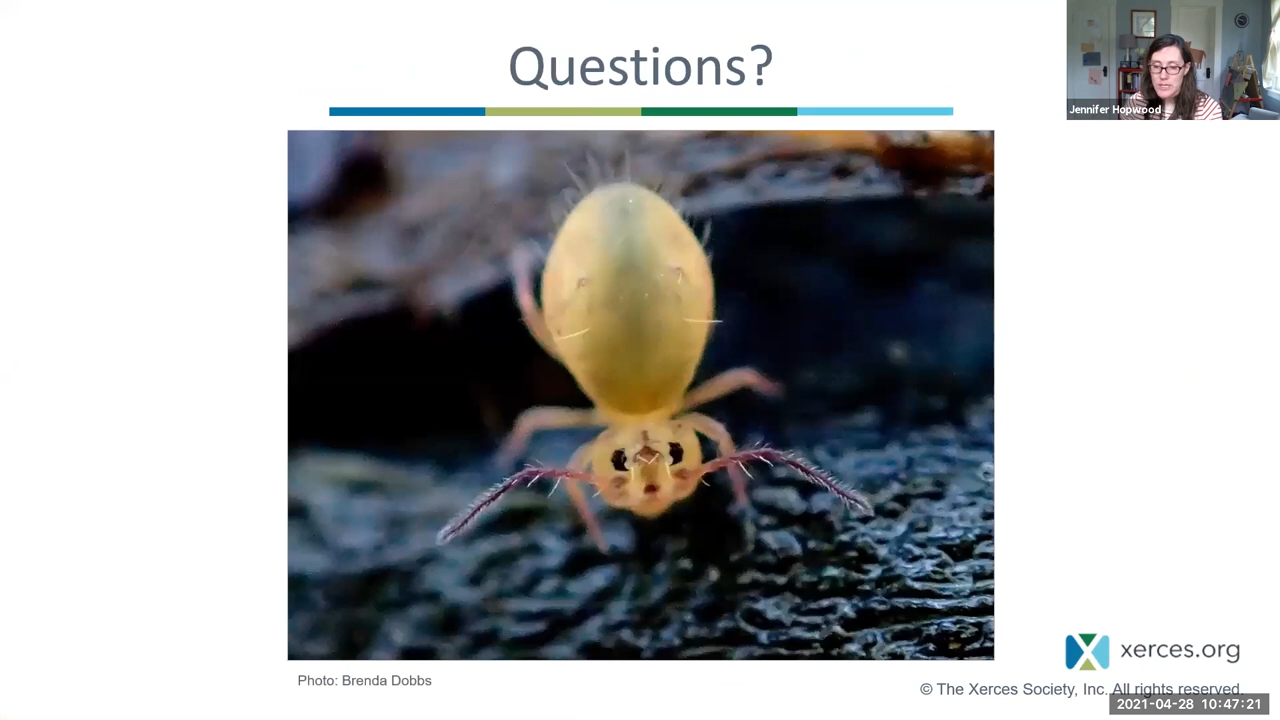 Questions?
Jennifer Hopwood
Photo: Brenda Dobbs
xerces.org
© The Xerces Society, Inc. All rights reserved.
2021-04-28 10:47:21